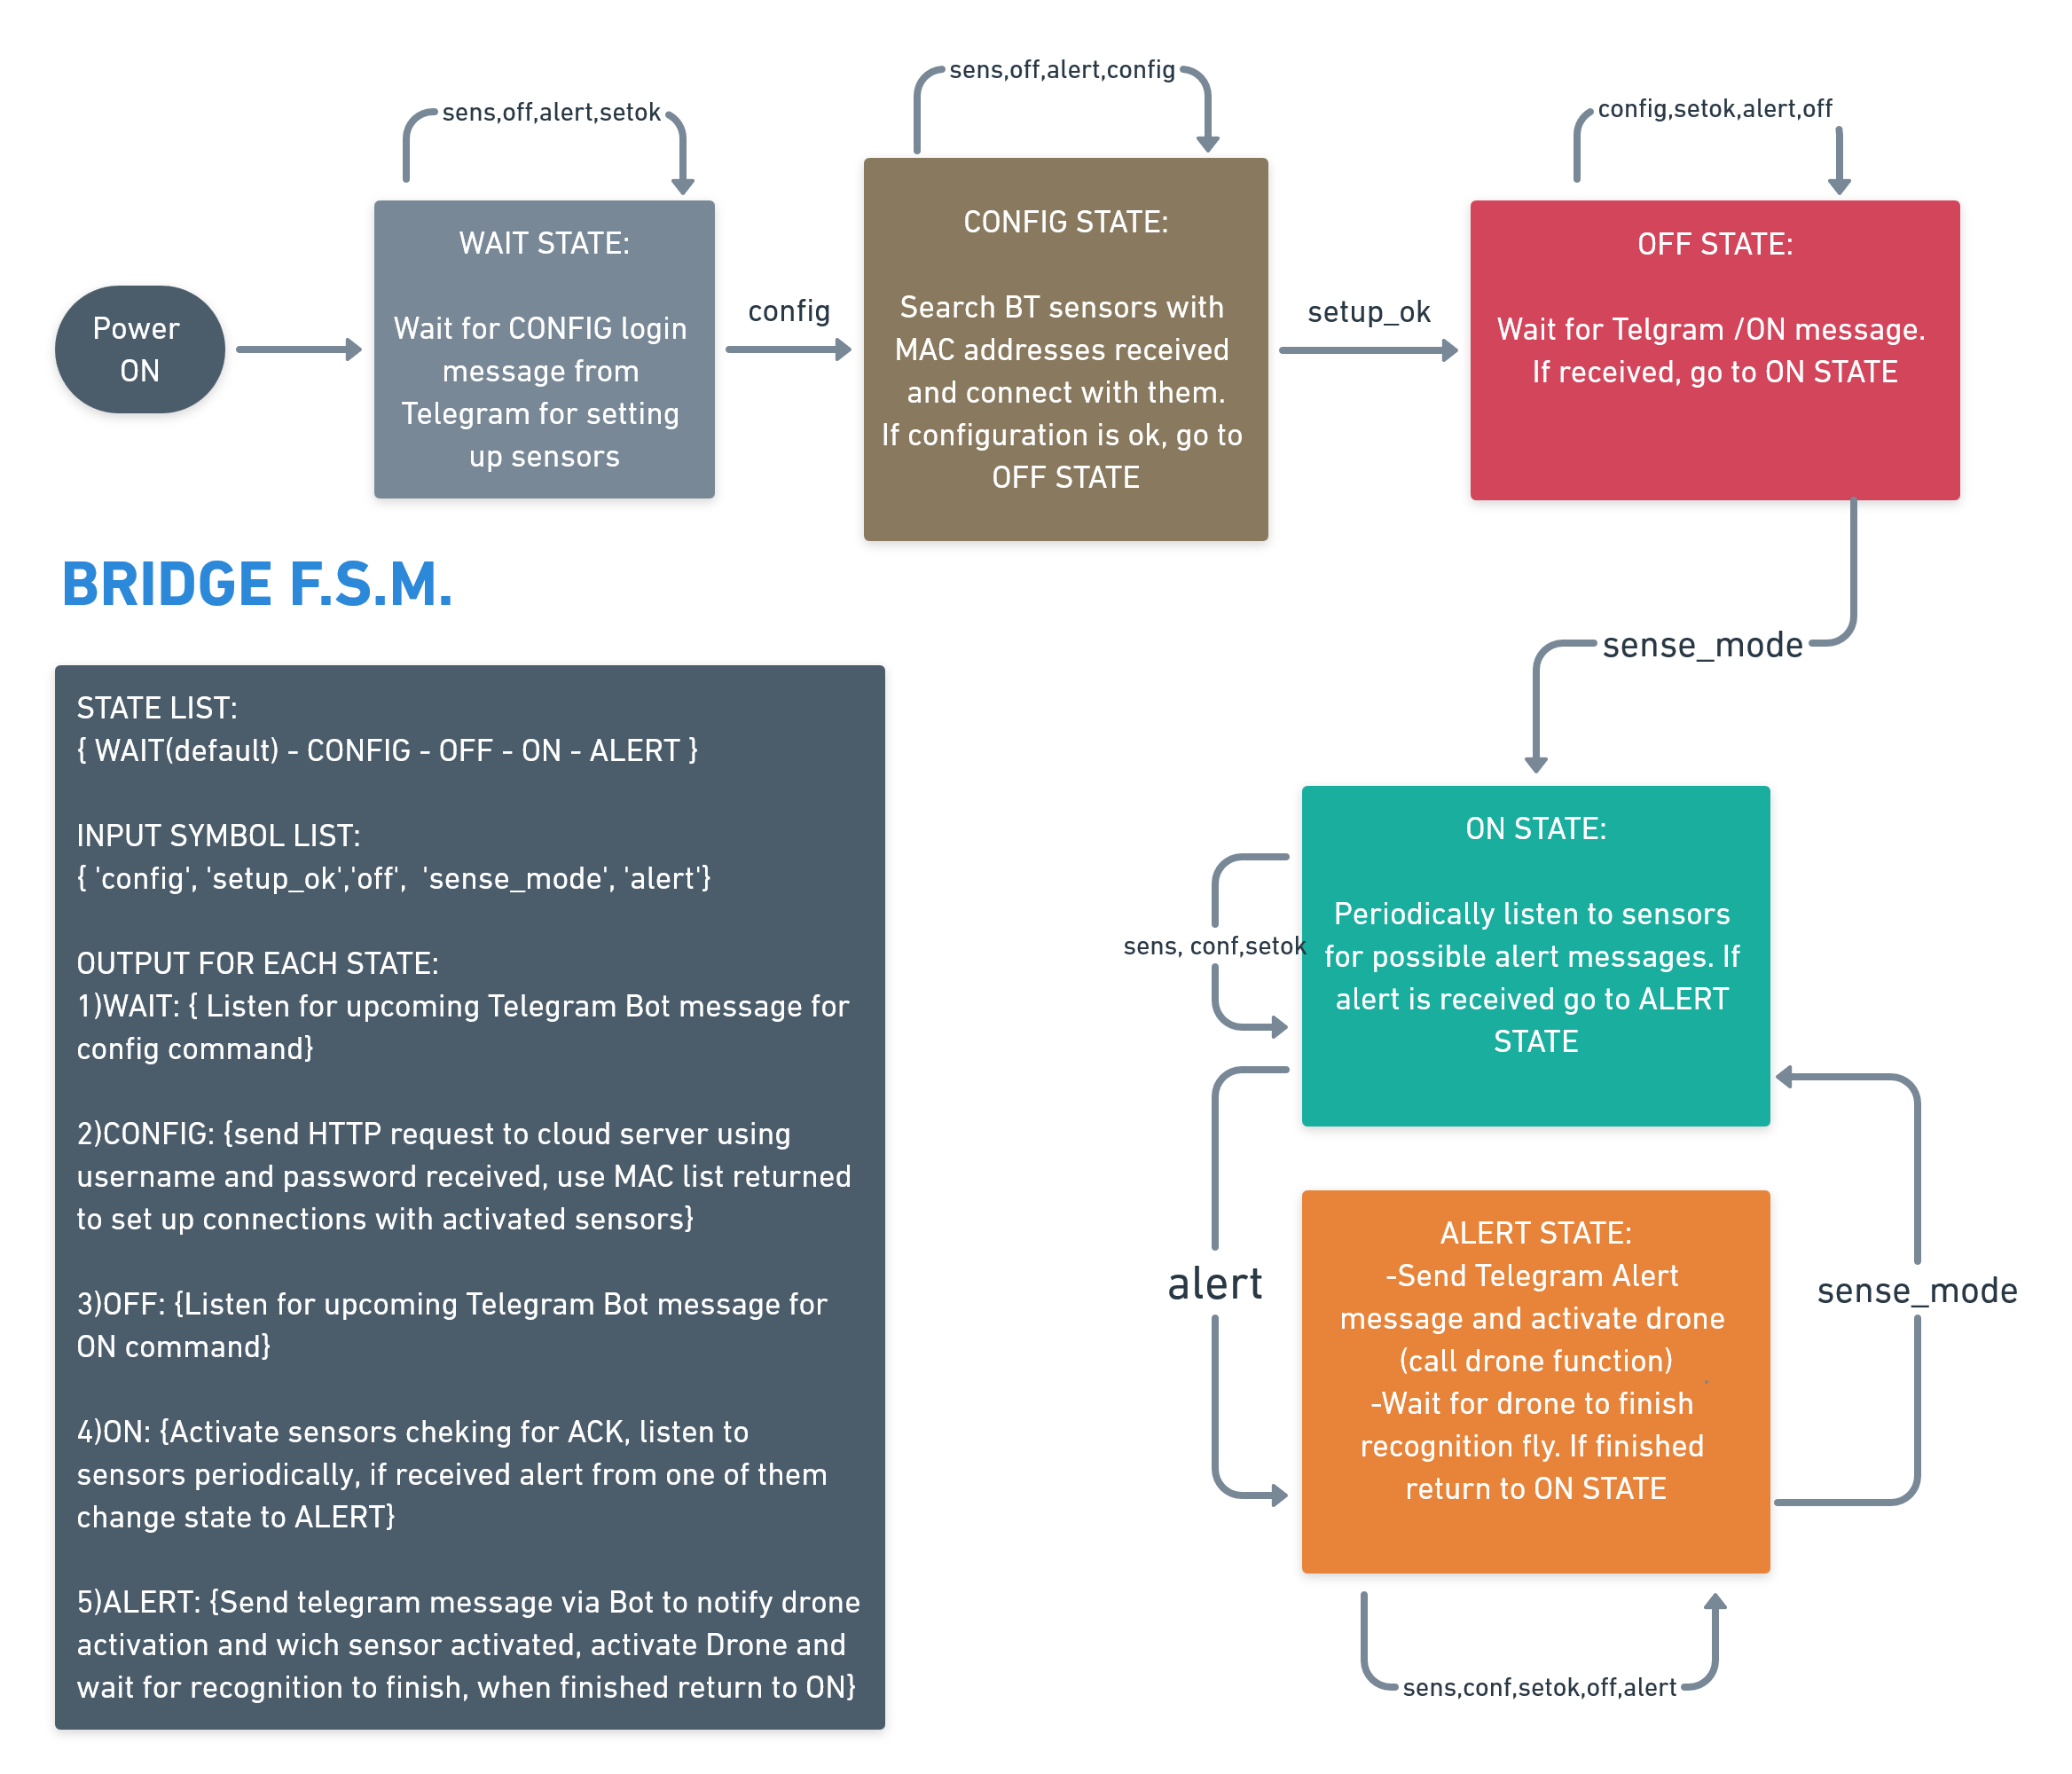 sens,off,alert,config
sens,off,alert,setok
config,setok,alert,off
Power
ON
WAIT STATE:
Wait for CONFIG login
message from
Telegram for setting
up sensors
config
CONFIG STATE:
Search BT sensors with
MAC addresses received
and connect with them.
If configuration is ok, go to
OFF STATE
setup_ok
OFF STATE:
Wait for Telgram /ON message.
If received, go to ON STATE
BRIDGE F.S.M.
sense_mode
STATE LIST:
{ WAIT(default) - CONFIG - OFF - ON - ALERT }
INPUT SYMBOL LIST:
{ 'config', 'setup_ok','off',  'sense_mode', 'alert'}
OUTPUT FOR EACH STATE:
1)WAIT: { Listen for upcoming Telegram Bot message for
config command}
2)CONFIG: {send HTTP request to cloud server using
username and password received, use MAC list returned
to set up connections with activated sensors}
3)OFF: {Listen for upcoming Telegram Bot message for
ON command}
4)ON: {Activate sensors cheking for ACK, listen to
sensors periodically, if received alert from one of them
change state to ALERT}
5)ALERT: {Send telegram message via Bot to notify drone
activation and wich sensor activated, activate Drone and
wait for recognition to finish, when finished return to ON}
ON STATE:
Periodically listen to sensors
for possible alert messages. If
alert is received go to ALERT
STATE
sens, conf,setok
alert
ALERT STATE:
-Send Telegram Alert
message and activate drone
(call drone function)
-Wait for drone to finish
recognition fly. If finished
return to ON STATE
sense_mode
sens,conf,setok,off,alert